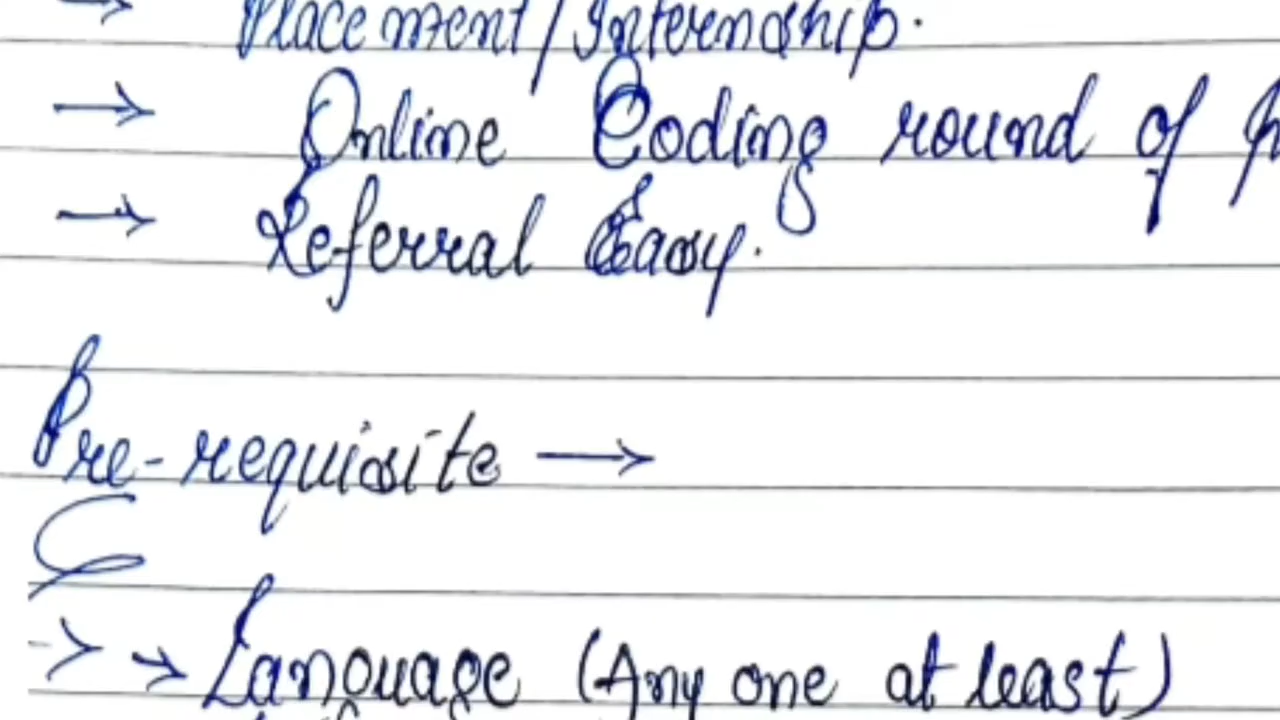 → Placement/Internship.
→ Online Coding round of
→ Referral Easy.
Pre-requisite →
→ → Language (Any one at least)